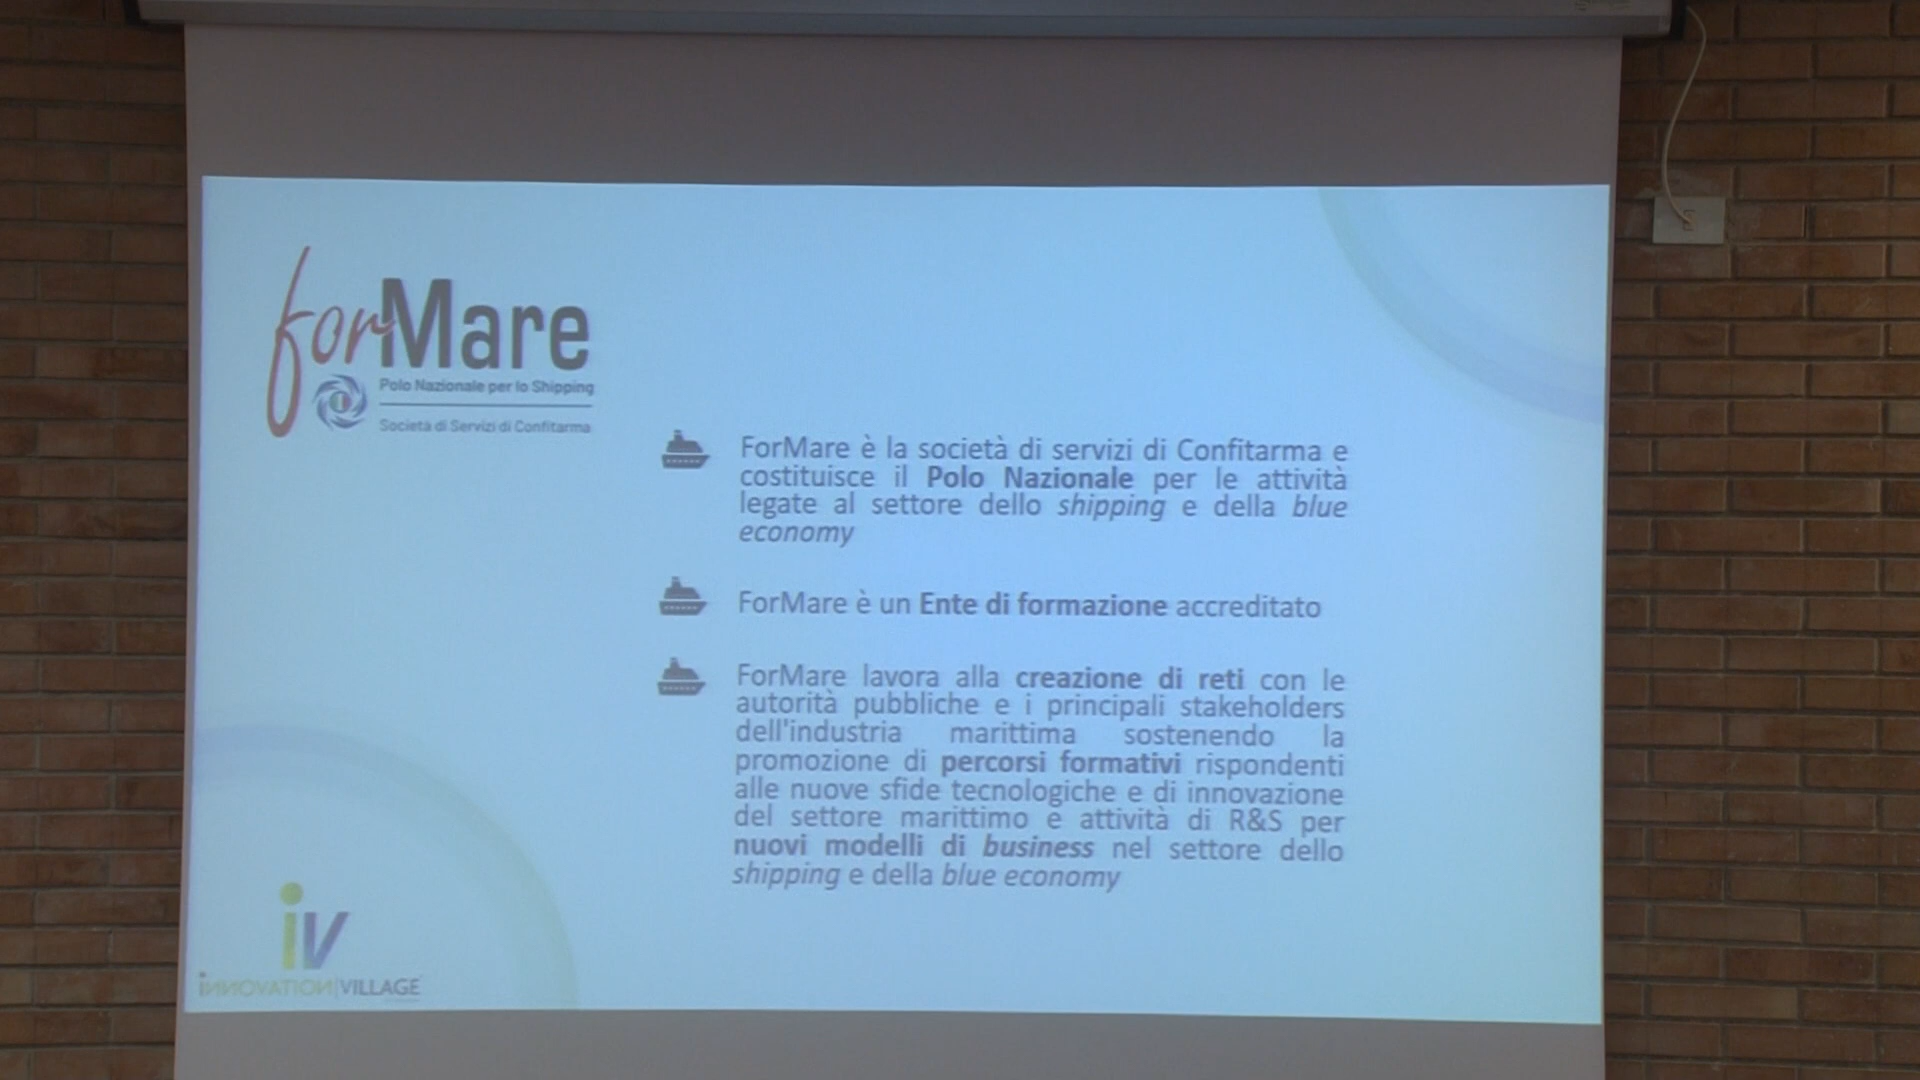 forMare
Polo Nazionale per lo Shipping
Società di Servizi di Confitarma
ForMare è la società di servizi di Confitarma e
costituisce il Polo Nazionale per le attività
legate al settore dello shipping e della blue
economy
ForMare è un Ente di formazione accreditato
ForMare lavora alla creazione di reti con le
autorità pubbliche e i principali stakeholders
dell'industria marittima sostenendo la
promozione di percorsi formativi rispondenti
alle nuove sfide tecnologiche e di innovazione
del settore marittimo e attività di R&S per
nuovi modelli di business nel settore dello
shipping e della blue economy
iv
INNOVATION|VILLAGE